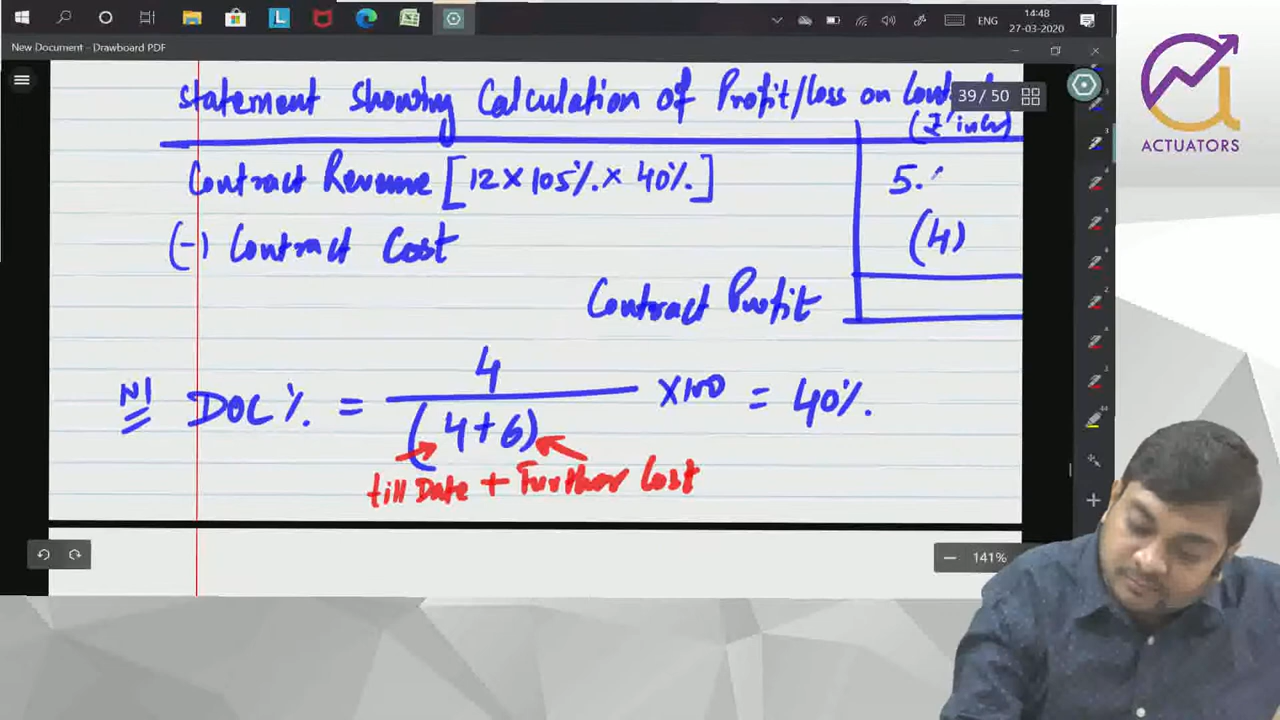 14:48
ENG
27-03-2020
New Document - Drawboard PDF
39 / 50
Statement showing Calculation of Profit/Loss on
(₹ in Cr)
Contract Revenue [12 × 105% × 40%] 5.
(-) Contract Cost (4)
Contract Profit
N1 DOC % = 4 / (4+6) ×100 = 40%.
till Date + Further Cost
141%
ACTUATORS